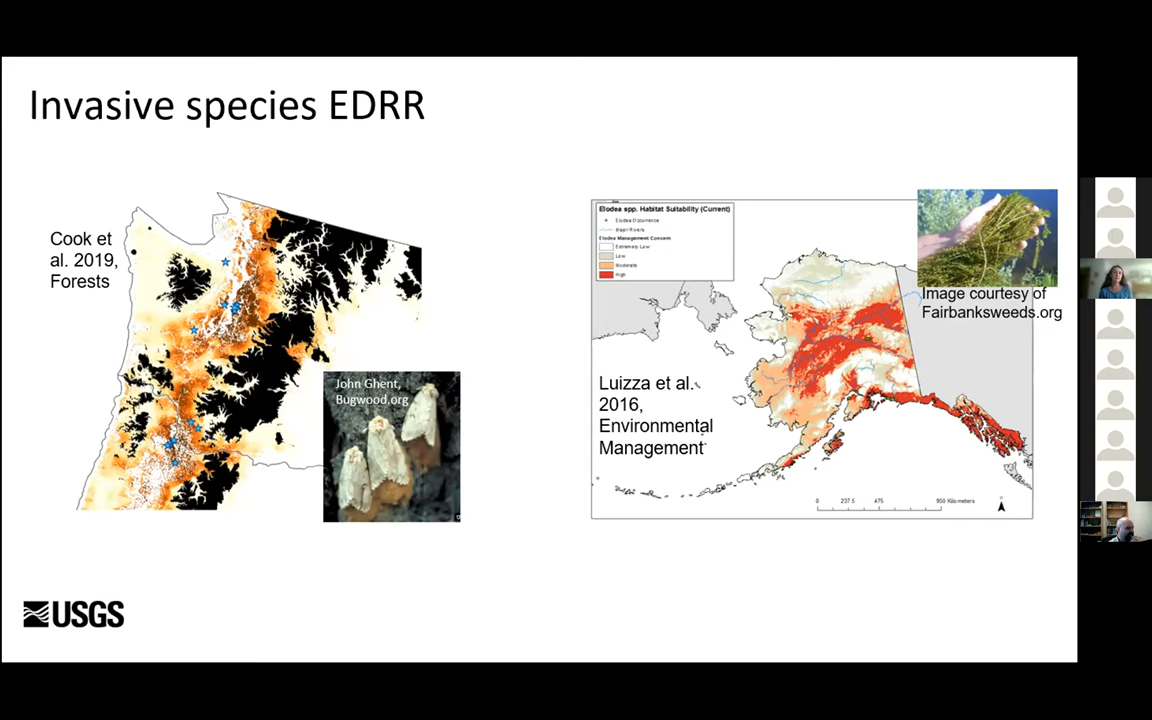 Invasive species EDRR
Cook et
al. 2019,
Forests
John Ghent,
Bugwood.org
Elodea spp. Habitat Suitability (Current)
Elodea Occurrence
Major Rivers
Elodea Management Concern
Extremely Low
Low
Moderate
High
Image courtesy of
Fairbanksweeds.org
Luizza et al.
2016,
Environmental
Management
0 237.5 475 950 Kilometers
USGS